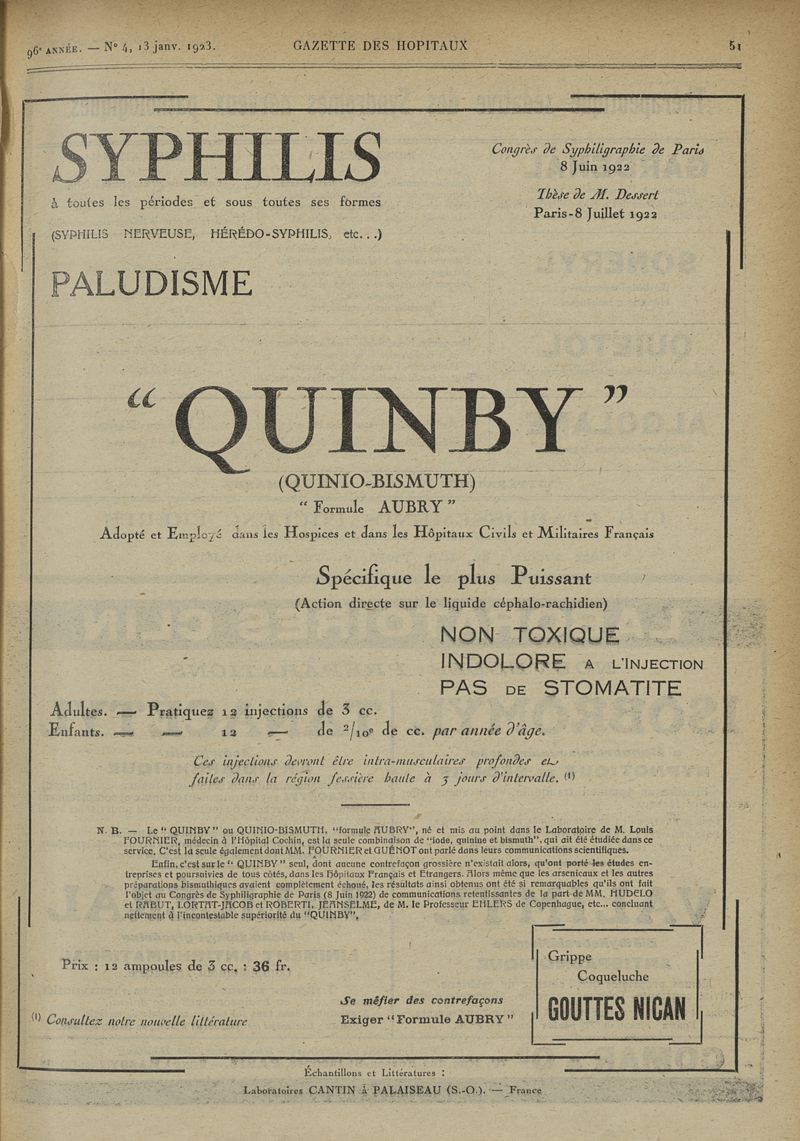 96e ANNÉE. — N° 4, 13 janv. 1923.
GAZETTE DES HOPITAUX
51
SYPHILIS
à toutes les périodes et sous toutes ses formes
(SYPHILIS NERVEUSE, HÉRÉDO-SYPHILIS, etc...)
Congrès de Syphiligraphie de Paris
8 Juin 1922
Thèse de M. Dessert
Paris-8 Juillet 1922
PALUDISME
“QUINBY”
(QUINIO-BISMUTH)
“Formule AUBRY”
Adopté et Employé dans les Hospices et dans les Hôpitaux Civils et Militaires Français
Spécifique le plus Puissant
(Action directe sur le liquide céphalo-rachidien)
NON TOXIQUE
INDOLORE A L'INJECTION
PAS DE STOMATITE
Adultes. — Pratiquez 12 injections de 3 cc.
Enfants. — — 12 — de 2/10e de cc. par année d'âge.
Ces injections devront être intra-musculaires profondes et
faites dans la région fessière haute à 3 jours d'intervalle. (1)
N. B. — Le “QUINBY” ou QUINIO-BISMUTH, “formule AUBRY”, né et mis au point dans le Laboratoire de M. Louis
FOURNIER, médecin à l'Hôpital Cochin, est la seule combinaison de “iode, quinine et bismuth”, qui ait été étudiée dans ce
service. C'est la seule également dont MM. FOURNIER et GUÉNOT ont parlé dans leurs communications scientifiques.
Enfin, c'est sur le “QUINBY” seul, dont aucune contrefaçon grossière n'existait alors, qu'ont porté les études en-
treprises et poursuivies de tous côtés, dans les Hôpitaux Français et Etrangers. Alors même que les arsenicaux et les autres
préparations bismuthiques avaient complètement échoué, les résultats ainsi obtenus ont été si remarquables qu'ils ont fait
l'objet au Congrès de Syphiligraphie de Paris (8 Juin 1922) de communications retentissantes de la part de MM. HUDELO
et RABUT, LORTAT-JACOB et ROBERTI, JEANSELME, de M. le Professeur EHLERS de Copenhague, etc... concluant
nettement à l'incontestable supériorité du “QUINBY”.
Prix : 12 ampoules de 3 cc. : 36 fr.
(1) Consultez notre nouvelle littérature
Se méfier des contrefaçons
Exiger “Formule AUBRY”
Grippe
Coqueluche
GOUTTES NICAN
Échantillons et Littératures :
Laboratoires CANTIN à PALAISEAU (S.-O.). — France